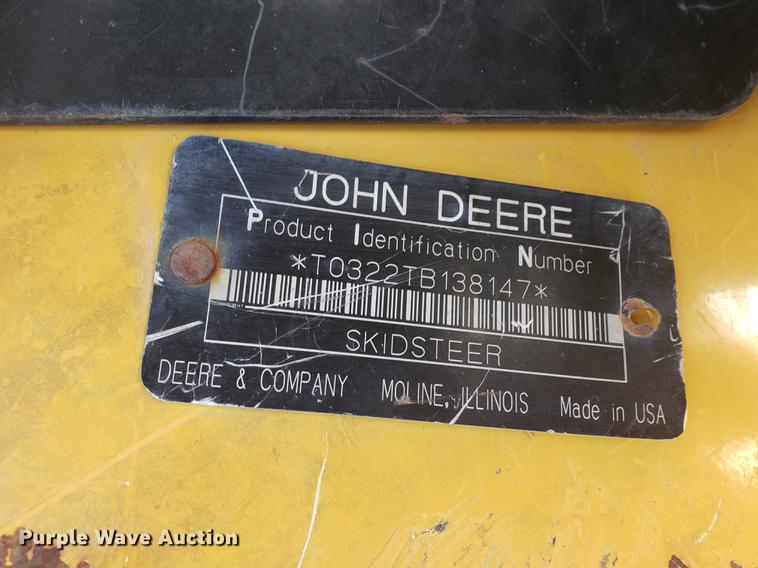 JOHN DEERE
Product Identification Number
*T0322TB138147*
SKIDSTEER
DEERE & COMPANY MOLINE, ILLINOIS Made in USA
Purple Wave Auction